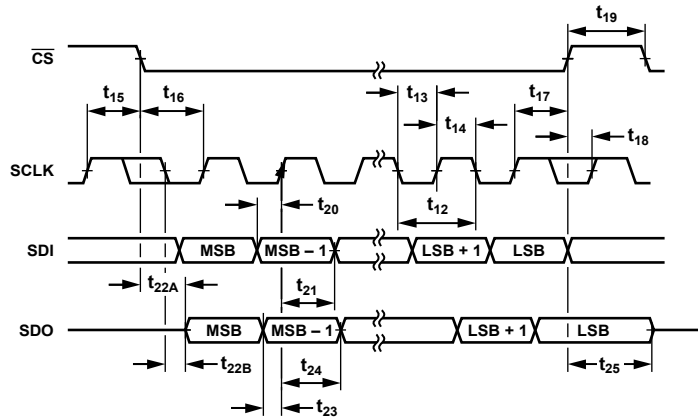 t19
CS
t15
t16
t13
t17
t14
t18
SCLK
t20
t12
SDI
MSB
MSB – 1
LSB + 1
LSB
t22A
t21
SDO
MSB
MSB – 1
LSB + 1
LSB
t22B
t24
t25
t23